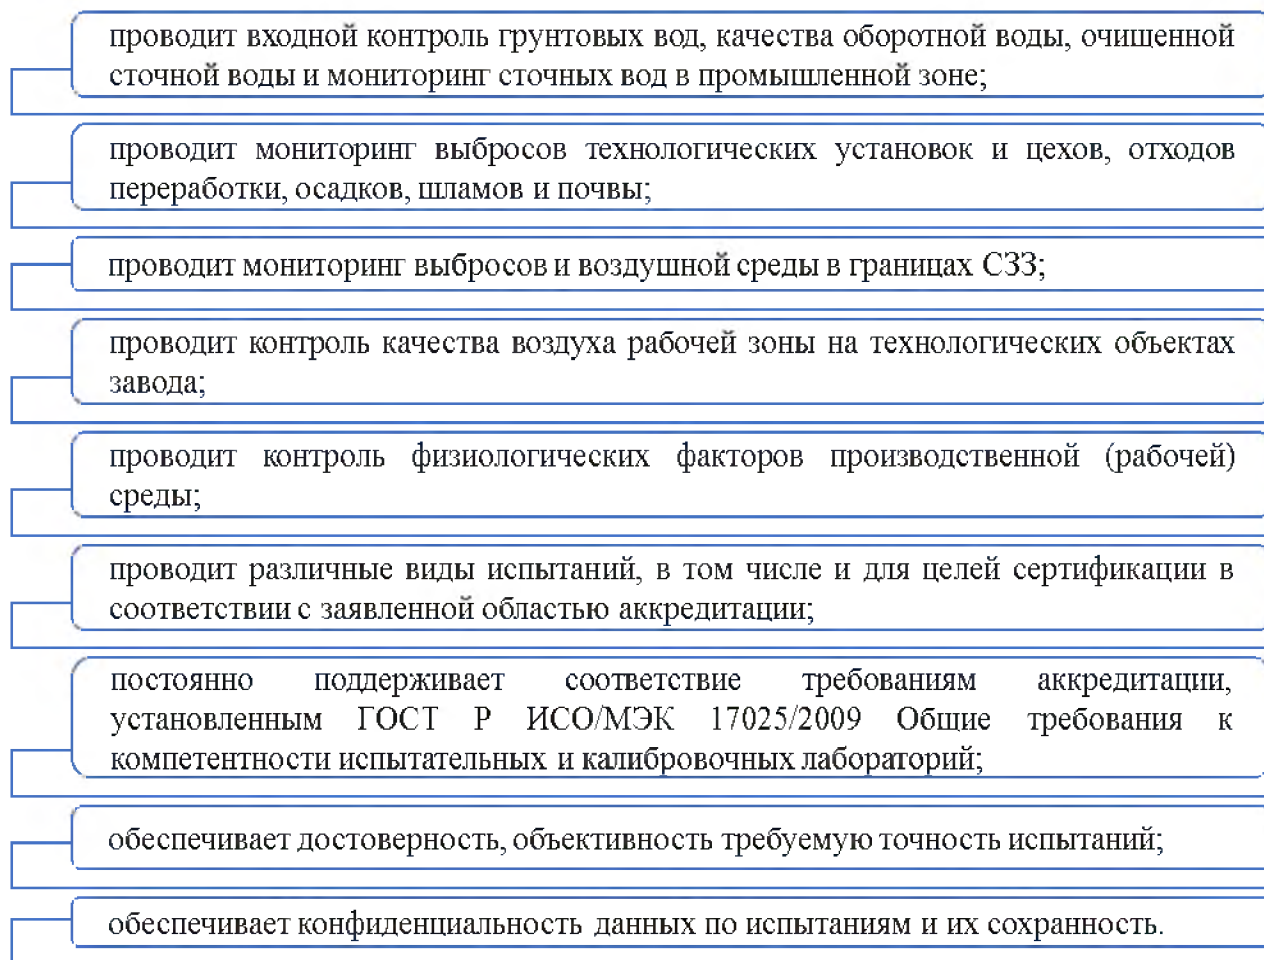 проводит входной контроль грунтовых вод, качества оборотной воды, очищенной
сточной воды и мониторинг сточных вод в промышленной зоне;
проводит мониторинг выбросов технологических установок и цехов, отходов
переработки, осадков, шламов и почвы;
проводит мониторинг выбросов и воздушной среды в границах СЗЗ;
проводит контроль качества воздуха рабочей зоны на технологических объектах
завода;
проводит контроль физиологических факторов производственной (рабочей)
среды;
проводит различные виды испытаний, в том числе и для целей сертификации в
соответствии с заявленной областью аккредитации;
постоянно поддерживает соответствие требованиям аккредитации,
установленным ГОСТ Р ИСО/МЭК 17025/2009 Общие требования к
компетентности испытательных и калибровочных лабораторий;
обеспечивает достоверность, объективность требуемую точность испытаний;
обеспечивает конфиденциальность данных по испытаниям и их сохранность.